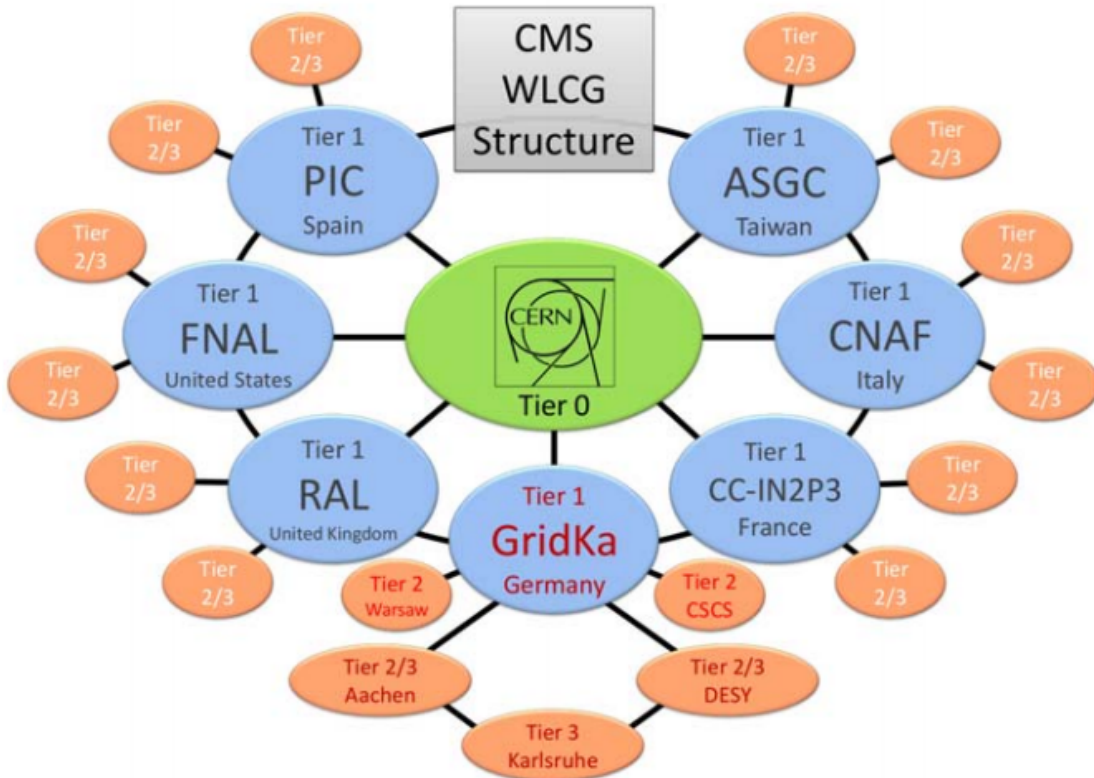 CMS
WLCG
Structure
Tier
2/3
Tier
2/3
Tier
2/3
Tier
2/3
Tier 1
PIC
Spain
Tier 1
ASGC
Taiwan
Tier
2/3
Tier
2/3
Tier 1
FNAL
United States
CERN
Tier 0
Tier 1
CNAF
Italy
Tier
2/3
Tier
2/3
Tier
2/3
Tier 1
RAL
United Kingdom
Tier 1
GridKa
Germany
Tier 1
CC-IN2P3
France
Tier
2/3
Tier
2/3
Tier 2
Warsaw
Tier 2
CSCS
Tier
2/3
Tier
2/3
Tier 2/3
Aachen
Tier 2/3
DESY
Tier 3
Karlsruhe